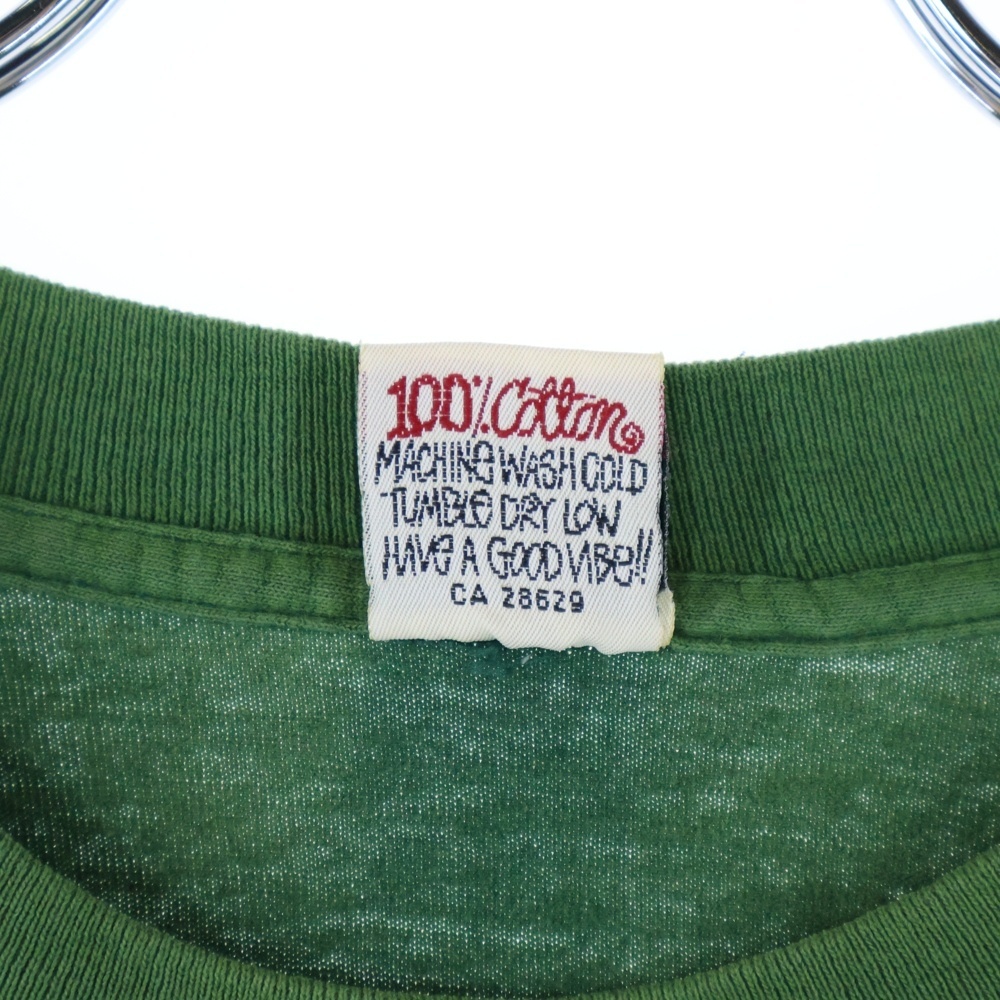 100% Cotton
MACHINE WASH COLD
TUMBLE DRY LOW
HAVE A GOOD VIBE!!
CA 28629